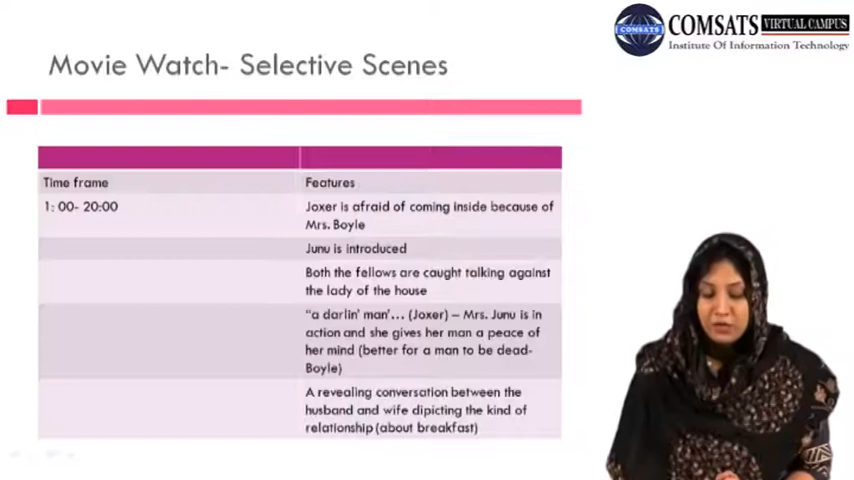 COMSATS VIRTUAL CAMPUS
Institute Of Information Technology
COMSATS
Movie Watch- Selective Scenes
Time frame
Features
1: 00- 20:00
Joxer is afraid of coming inside because of
Mrs. Boyle
Junu is introduced
Both the fellows are caught talking against
the lady of the house
"a darlin' man'... (Joxer) – Mrs. Junu is in
action and she gives her man a peace of
her mind (better for a man to be dead-
Boyle)
A revealing conversation between the
husband and wife dipicting the kind of
relationship (about breakfast)